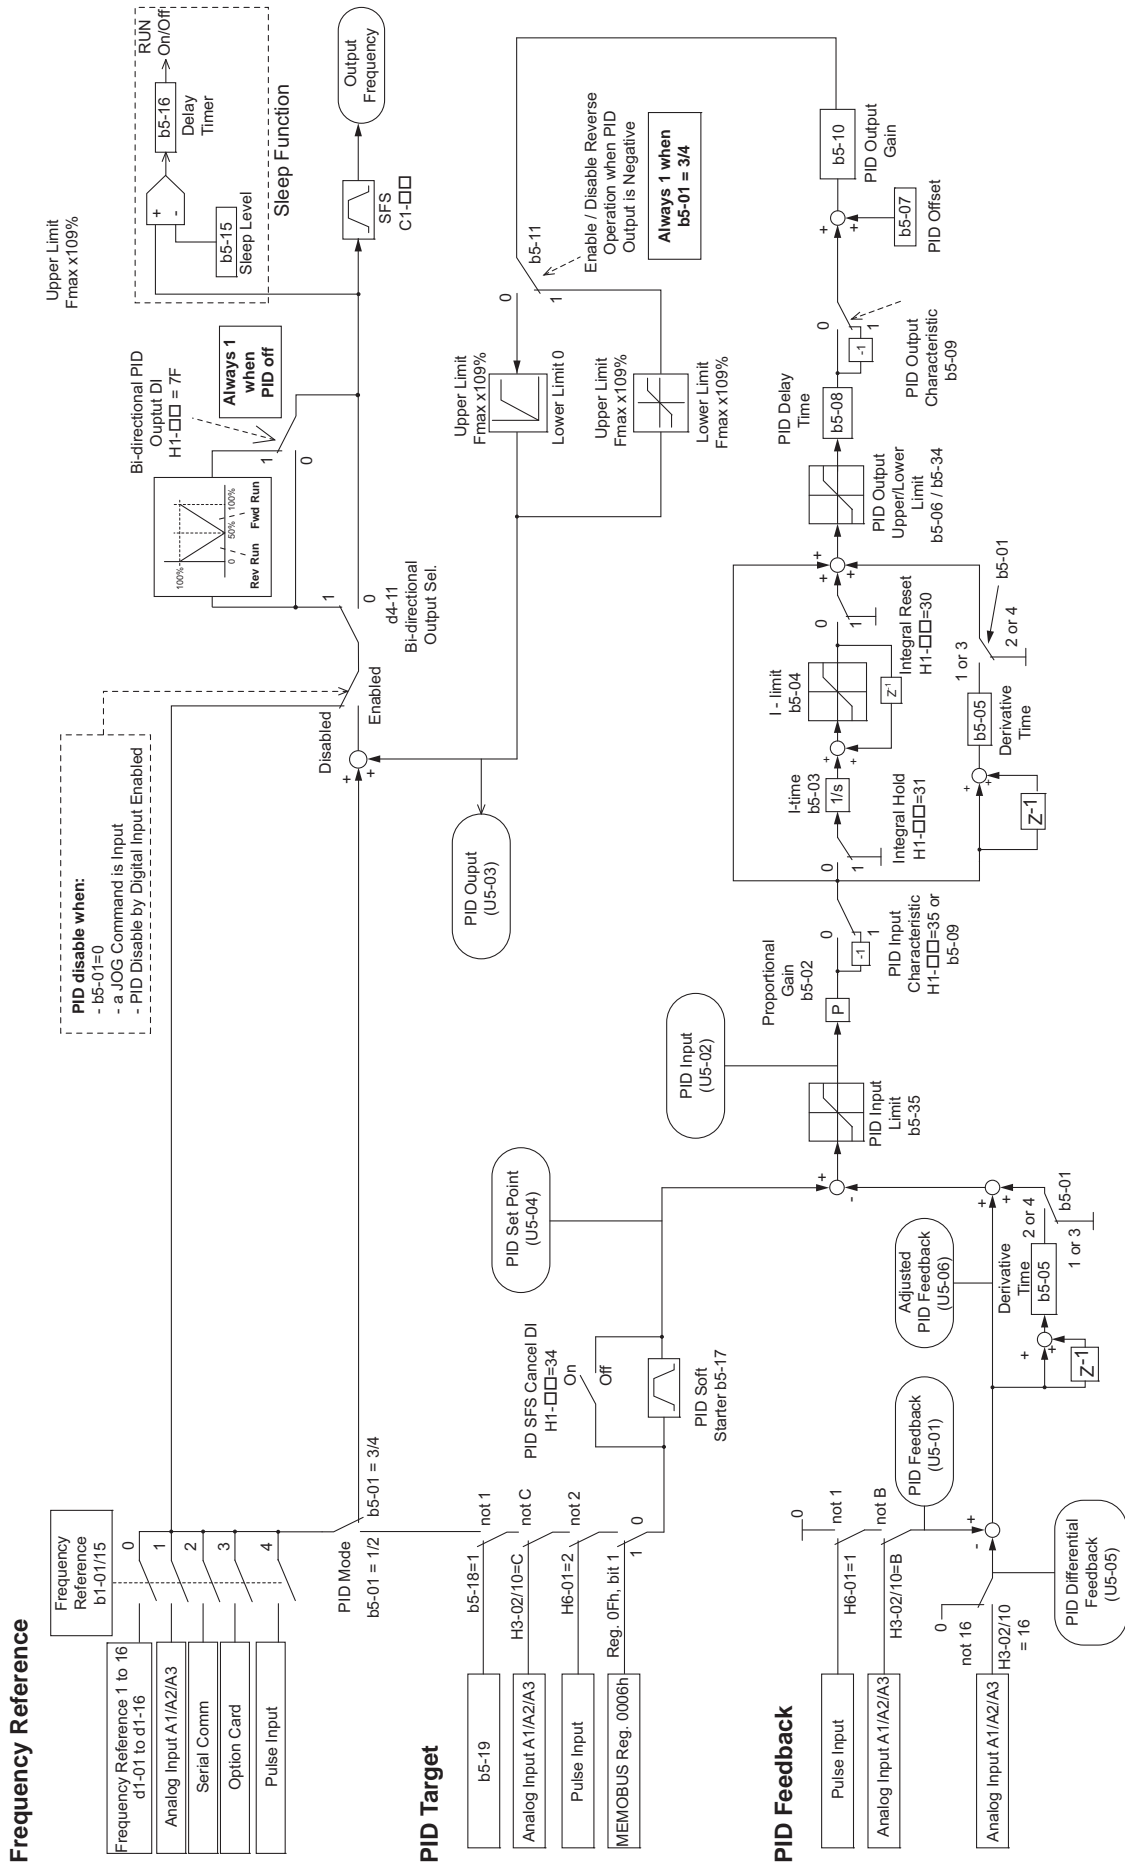 Frequency Reference
Frequency
Reference
b1-01/15
Frequency Reference 1 to 16
d1-01 to d1-16
Analog Input A1/A2/A3
Serial Comm
Option Card
Pulse Input
0
1
2
3
4
PID Mode
b5-01 = 1/2
b5-01 = 3/4
PID disable when:
- b5-01=0
- a JOG Command is Input
- PID Disable by Digital Input Enabled
Disabled
Enabled
+
+
1
0
d4-11
Bi-directional
Output Sel.
100%
0
50%
100%
Rev Run
Fwd Run
Bi-directional PID
Ouptut DI
H1-□□ = 7F
1
0
Always 1
when
PID off
Upper Limit
Fmax x109%
+
-
b5-15
Sleep Level
b5-16
Delay
Timer
RUN
On/Off
Sleep Function
SFS
C1-□□
Output
Frequency
PID Target
b5-19
Analog Input A1/A2/A3
Pulse Input
MEMOBUS Reg. 0006h
b5-18=1
not 1
H3-02/10=C
not C
H6-01=2
not 2
Reg. 0Fh, bit 1
0
1
PID SFS Cancel DI
H1-□□=34
On
Off
PID Soft
Starter b5-17
PID Set Point
(U5-04)
PID Ouput
(U5-03)
Upper Limit
Fmax x109%
Lower Limit 0
Upper Limit
Fmax x109%
Lower Limit
Fmax x109%
0
1
b5-11
Enable / Disable Reverse
Operation when PID
Output is Negative
Always 1 when
b5-01 = 3/4
PID Feedback
Pulse Input
Analog Input A1/A2/A3
Analog Input A1/A2/A3
0
H6-01=1
not 1
H3-02/10=B
not B
PID Feedback
(U5-01)
0
not 16
H3-02/10
= 16
+
-
PID Differential
Feedback
(U5-05)
Adjusted
PID Feedback
(U5-06)
+
+
Z-1
Derivative
Time
b5-05
2 or 4
1 or 3
b5-01
+
+
+
-
PID Input
Limit
b5-35
PID Input
(U5-02)
Proportional
Gain
b5-02
P
0
-1
1
PID Input
Characteristic
H1-□□=35 or
b5-09
0
1
Integral Hold
H1-□□=31
I-time
b5-03
1/s
+
+
I - limit
b5-04
Z-1
0
1
Integral Reset
H1-□□=30
+
+
Z-1
b5-05
Derivative
Time
1 or 3
2 or 4
b5-01
+
+
+
PID Output
Upper/Lower
Limit
b5-06 / b5-34
PID Delay
Time
b5-08
0
-1
1
PID Output
Characteristic
b5-09
+
+
b5-07
PID Offset
b5-10
PID Output
Gain